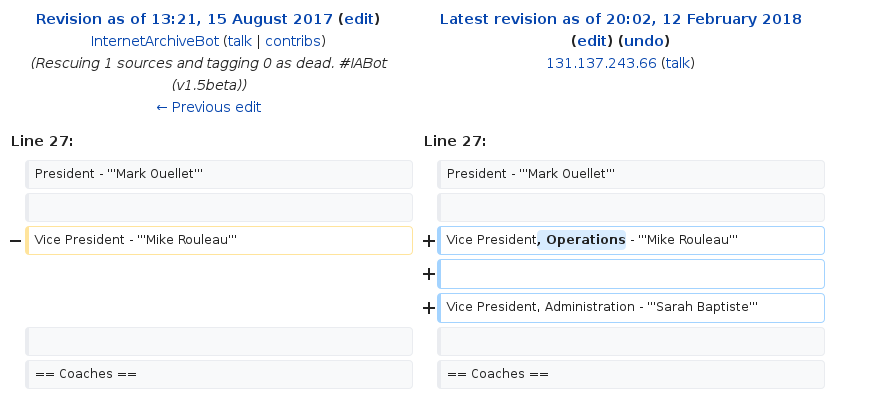 Revision as of 13:21, 15 August 2017 (edit)
InternetArchiveBot (talk | contribs)
(Rescuing 1 sources and tagging 0 as dead. #IABot
(v1.5beta))
← Previous edit
Latest revision as of 20:02, 12 February 2018
(edit) (undo)
131.137.243.66 (talk)
Line 27:
Line 27:
President - '''Mark Ouellet'''
President - '''Mark Ouellet'''
− Vice President - '''Mike Rouleau'''
+ Vice President, Operations - '''Mike Rouleau'''
+
+ Vice President, Administration - '''Sarah Baptiste'''
== Coaches ==
== Coaches ==